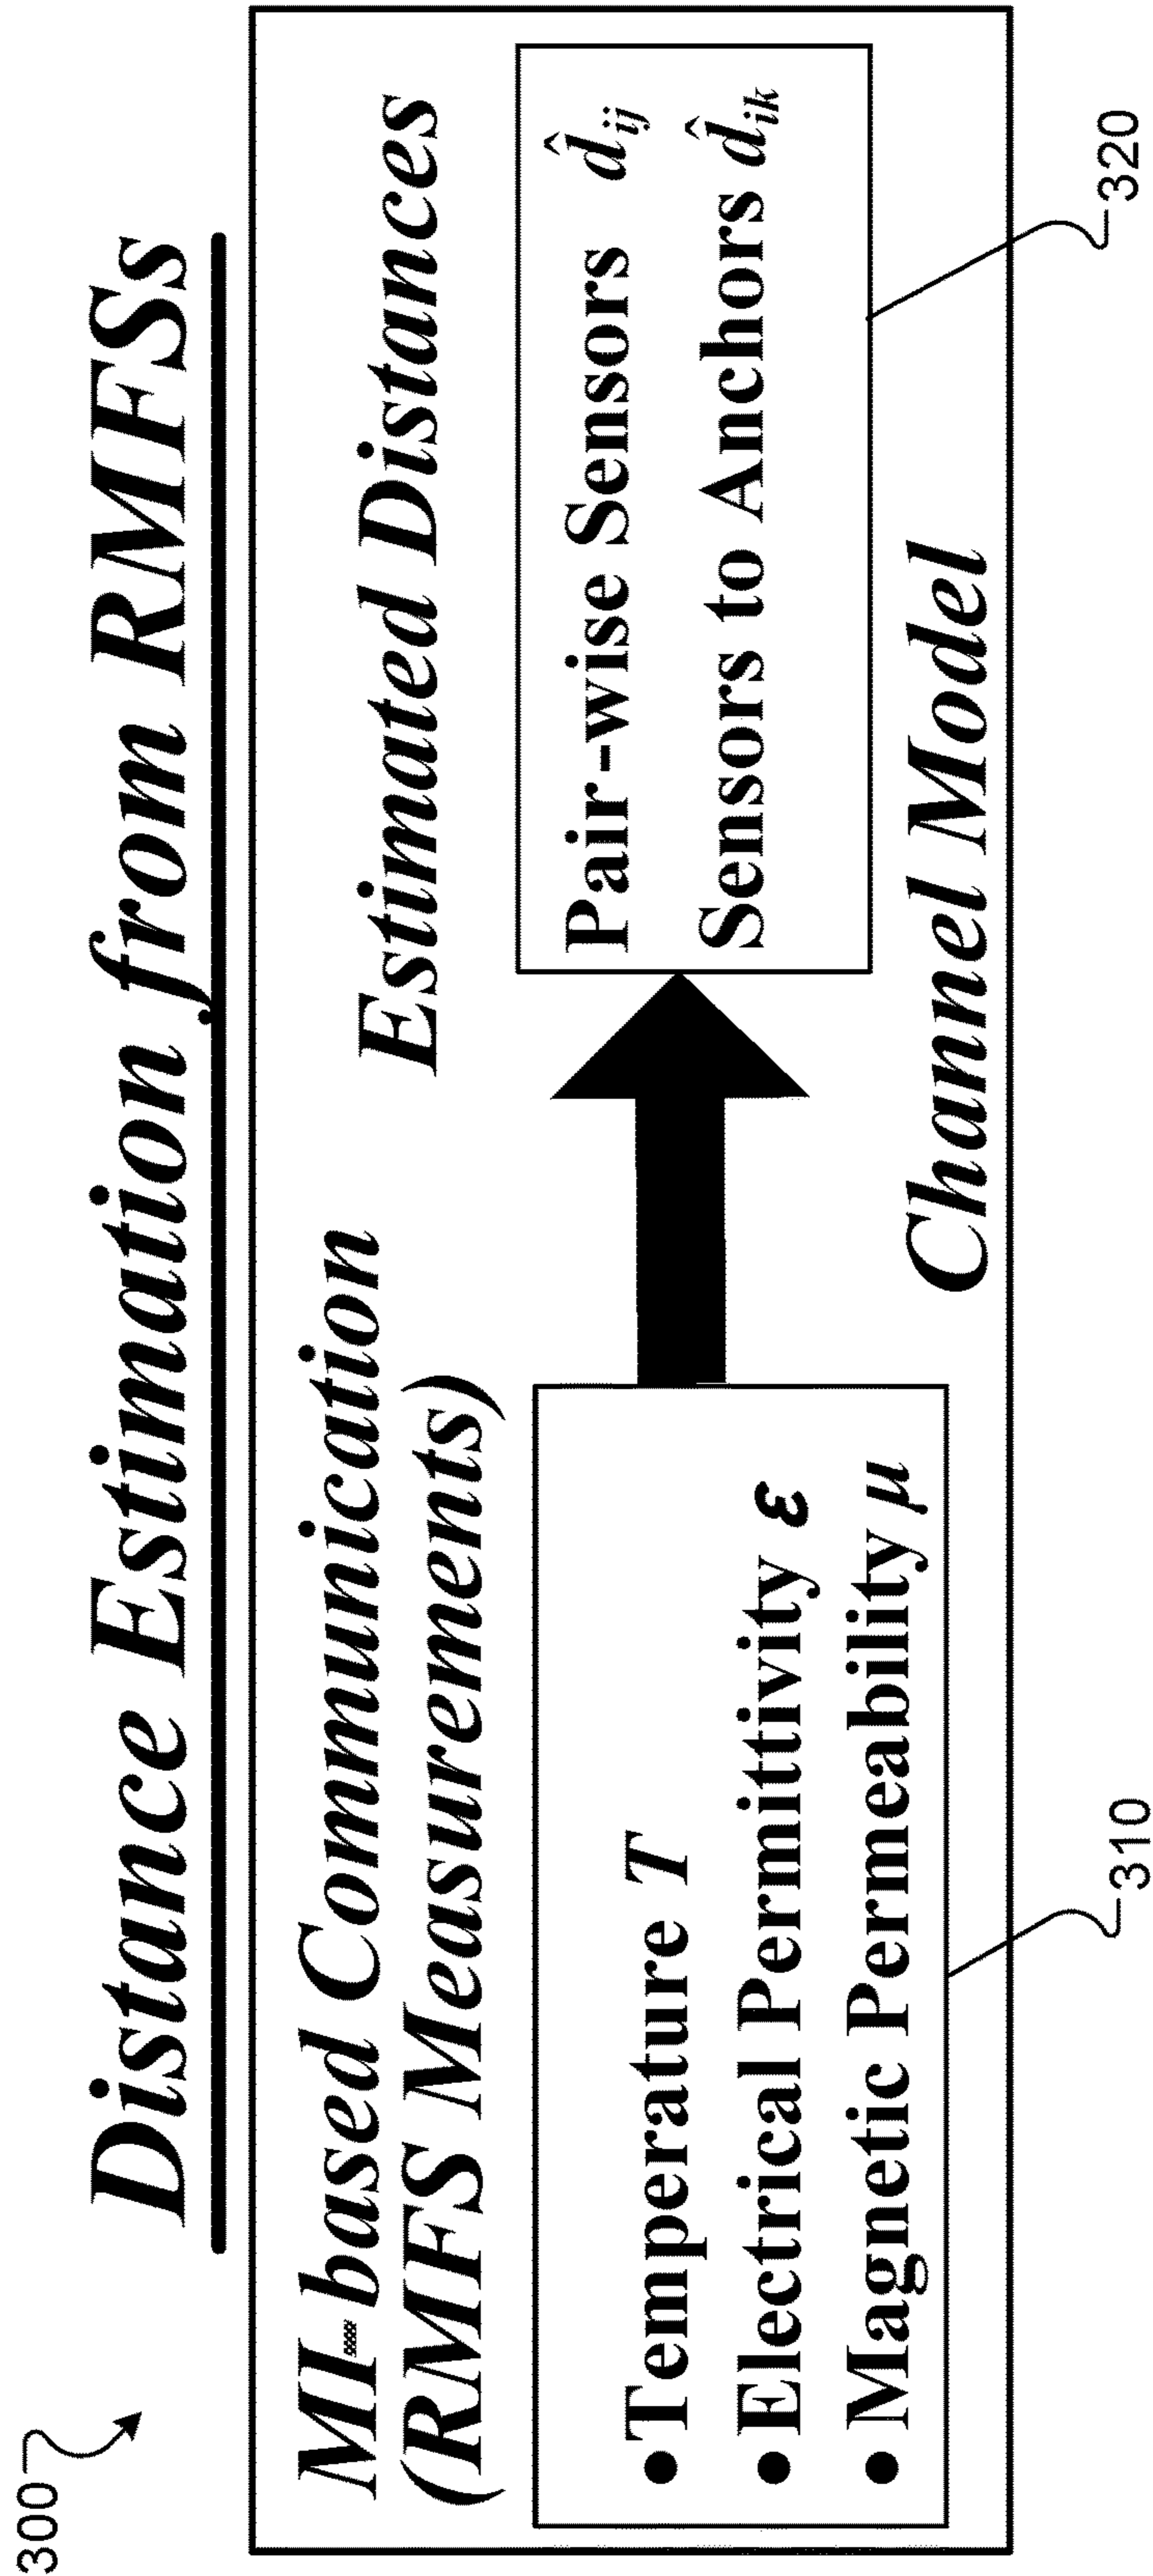 300
Distance Estimation from RMFSs
MI-based Communication
(RMFS Measurements)
• Temperature T
• Electrical Permittivity ε
• Magnetic Permeability μ
310
Estimated Distances
Pair-wise Sensors d̂ij
Sensors to Anchors d̂ik
320
Channel Model